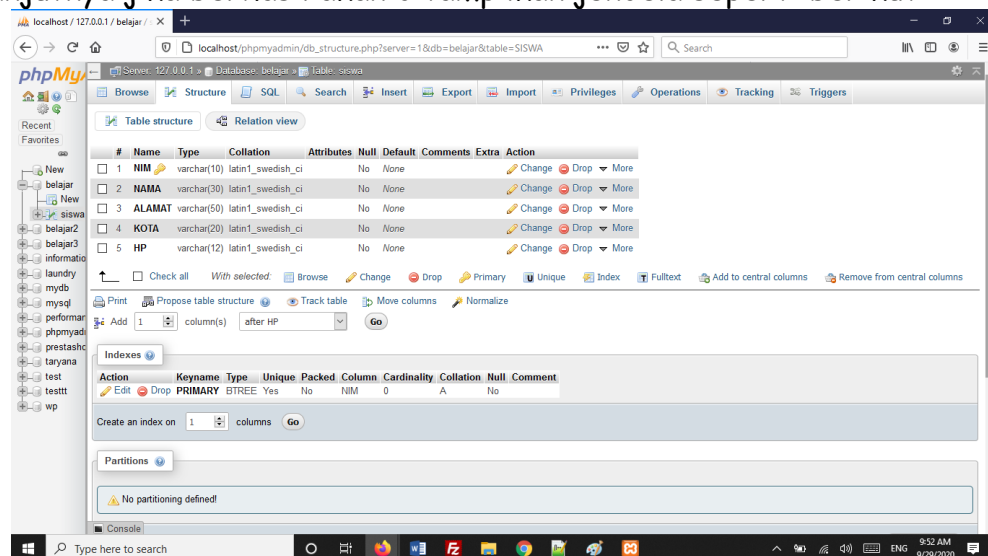 localhost / 127.0.0.1 / belajar /
localhost/phpmyadmin/db_structure.php?server=1&db=belajar&table=SISWA
Search
phpMy
Server: 127.0.0.1 » Database: belajar » Table: siswa
Browse Structure SQL Search Insert Export Import Privileges Operations Tracking Triggers
Recent
Favorites
Table structure Relation view
# Name Type Collation Attributes Null Default Comments Extra Action
1 NIM varchar(10) latin1_swedish_ci No None Change Drop More
2 NAMA varchar(30) latin1_swedish_ci No None Change Drop More
3 ALAMAT varchar(50) latin1_swedish_ci No None Change Drop More
4 KOTA varchar(20) latin1_swedish_ci No None Change Drop More
5 HP varchar(12) latin1_swedish_ci No None Change Drop More
New
belajar
New
siswa
belajar2
belajar3
informatio
laundry
mydb
mysql
performan
phpmyad
prestasho
taryana
test
testtt
wp
Check all With selected: Browse Change Drop Primary Unique Index Fulltext Add to central columns Remove from central columns
Print Propose table structure Track table Move columns Normalize
Add 1 column(s) after HP Go
Indexes
Action Keyname Type Unique Packed Column Cardinality Collation Null Comment
Edit Drop PRIMARY BTREE Yes No NIM 0 A No
Create an index on 1 columns Go
Partitions
No partitioning defined!
Console
Type here to search
ENG
9:52 AM
9/29/2020